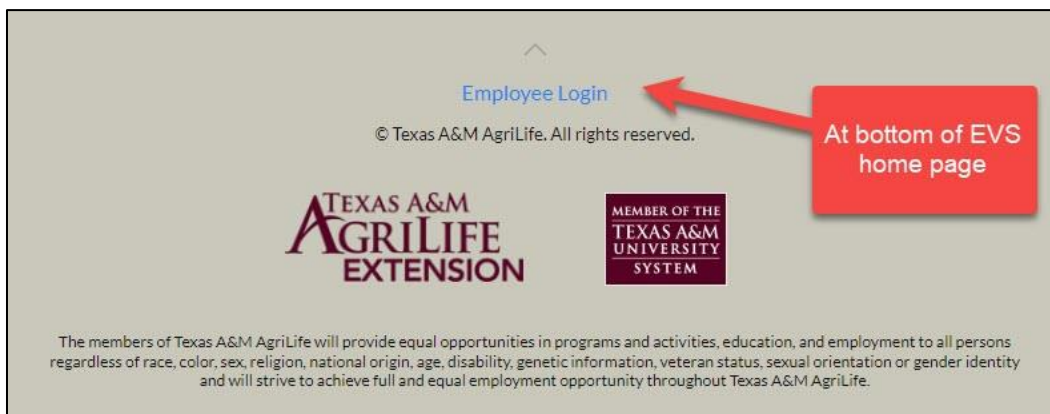 Employee Login
© Texas A&M AgriLife. All rights reserved.
At bottom of EVS
home page
TEXAS A&M
AGRILIFE
EXTENSION
MEMBER OF THE
TEXAS A&M
UNIVERSITY
SYSTEM
The members of Texas A&M AgriLife will provide equal opportunities in programs and activities, education, and employment to all persons
regardless of race, color, sex, religion, national origin, age, disability, genetic information, veteran status, sexual orientation or gender identity
and will strive to achieve full and equal employment opportunity throughout Texas A&M AgriLife.